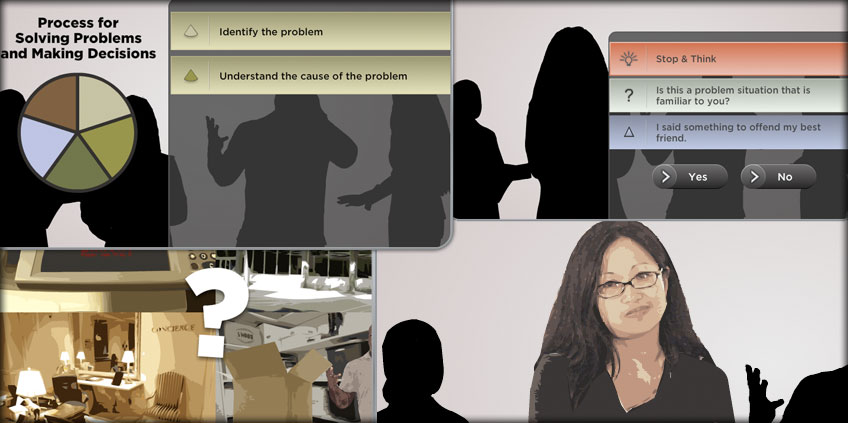 Process for
Solving Problems
and Making Decisions
Identify the problem
Understand the cause of the problem
Stop & Think
?
Is this a problem situation that is
familiar to you?
I said something to offend my best
friend.
Yes
No
?
CONSCIENCE